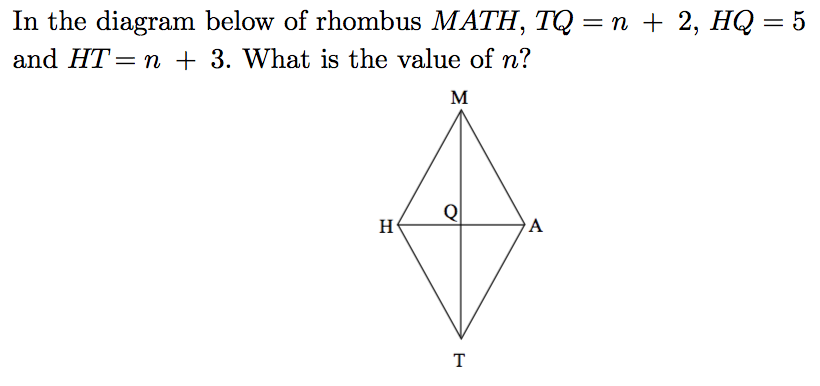 In the diagram below of rhombus MATH, TQ = n + 2, HQ = 5
and HT = n + 3. What is the value of n?
M
Q
H
A
T